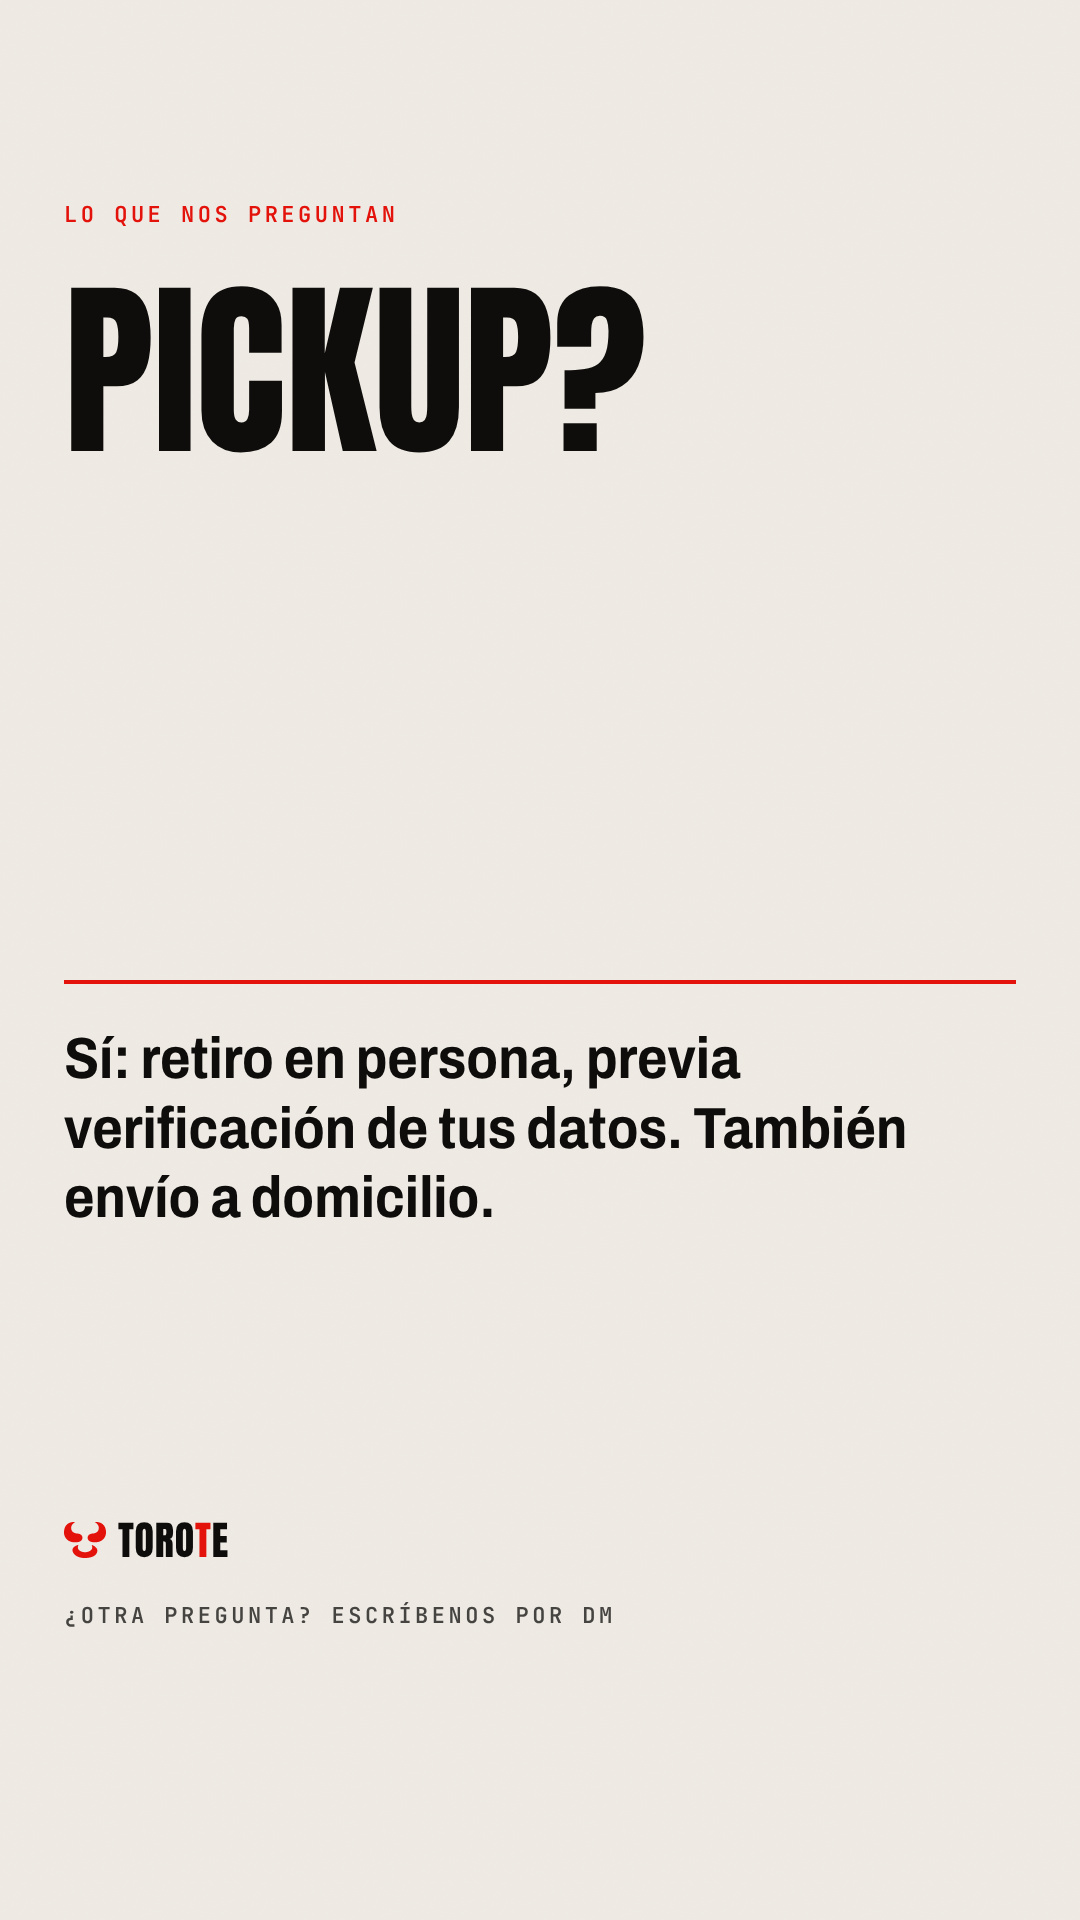 LO QUE NOS PREGUNTAN
PICKUP?
Sí: retiro en persona, previa
verificación de tus datos. También
envío a domicilio.
TOROTE
¿OTRA PREGUNTA? ESCRÍBENOS POR DM